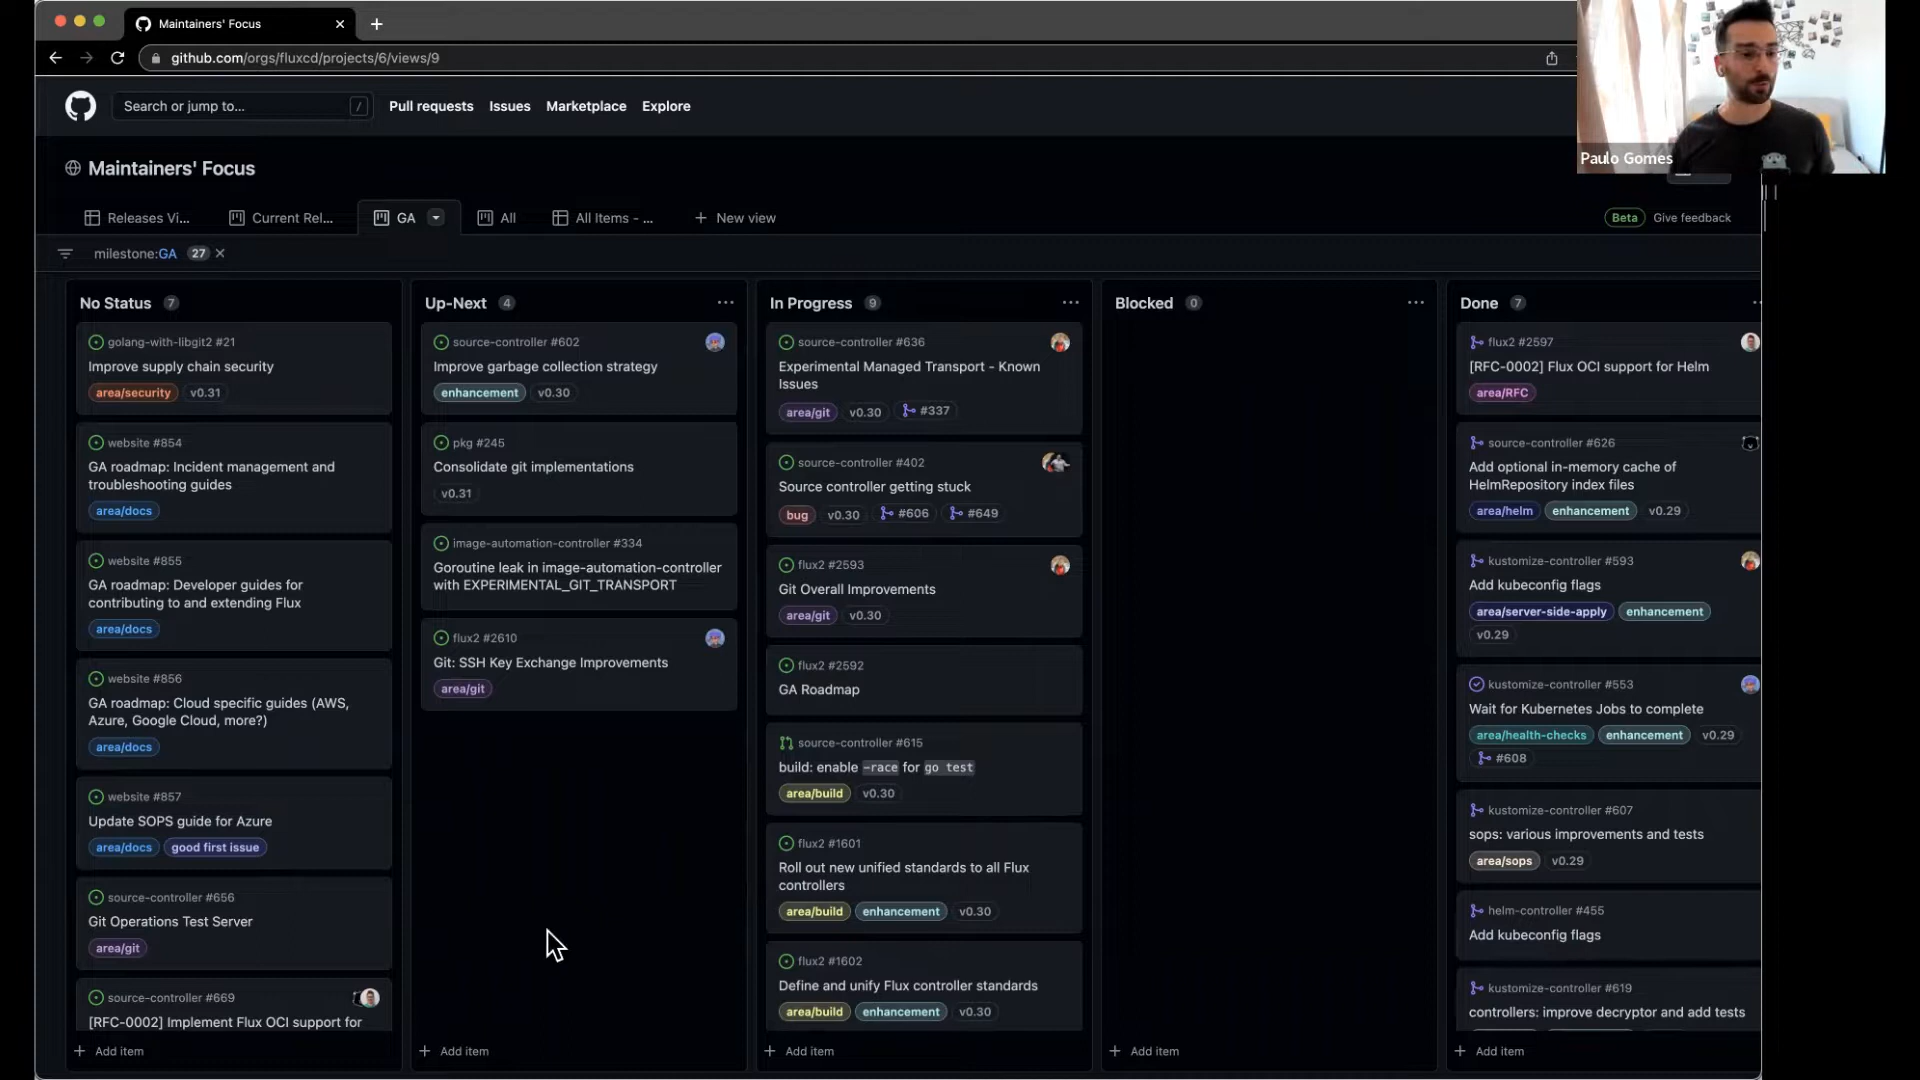 Maintainers' Focus
github.com/orgs/fluxcd/projects/6/views/9
Search or jump to...
/
Pull requests
Issues
Marketplace
Explore
Paulo Gomes
Maintainers' Focus
Releases Vi...
Current Rel...
GA
All
All Items - ...
New view
Beta
Give feedback
milestone:GA
27
No Status 7
golang-with-libgit2 #21
Improve supply chain security
area/security v0.31
website #854
GA roadmap: Incident management and
troubleshooting guides
area/docs
website #855
GA roadmap: Developer guides for
contributing to and extending Flux
area/docs
website #856
GA roadmap: Cloud specific guides (AWS,
Azure, Google Cloud, more?)
area/docs
website #857
Update SOPS guide for Azure
area/docs good first issue
source-controller #656
Git Operations Test Server
area/git
source-controller #669
[RFC-0002] Implement Flux OCI support for
Add item
Up-Next 4
source-controller #602
Improve garbage collection strategy
enhancement v0.30
pkg #245
Consolidate git implementations
v0.31
image-automation-controller #334
Goroutine leak in image-automation-controller
with EXPERIMENTAL_GIT_TRANSPORT
flux2 #2610
Git: SSH Key Exchange Improvements
area/git
Add item
In Progress 9
source-controller #636
Experimental Managed Transport - Known
Issues
area/git v0.30 #337
source-controller #402
Source controller getting stuck
bug v0.30 #606 #649
flux2 #2593
Git Overall Improvements
area/git v0.30
flux2 #2592
GA Roadmap
source-controller #615
build: enable -race for go test
area/build v0.30
flux2 #1601
Roll out new unified standards to all Flux
controllers
area/build enhancement v0.30
flux2 #1602
Define and unify Flux controller standards
area/build enhancement v0.30
Add item
Blocked 0
Add item
Done 7
flux2 #2597
[RFC-0002] Flux OCI support for Helm
area/RFC
source-controller #626
Add optional in-memory cache of
HelmRepository index files
area/helm enhancement v0.29
kustomize-controller #593
Add kubeconfig flags
area/server-side-apply enhancement
v0.29
kustomize-controller #553
Wait for Kubernetes Jobs to complete
area/health-checks enhancement v0.29
#608
kustomize-controller #607
sops: various improvements and tests
area/sops v0.29
helm-controller #455
Add kubeconfig flags
kustomize-controller #619
controllers: improve decryptor and add tests
Add item